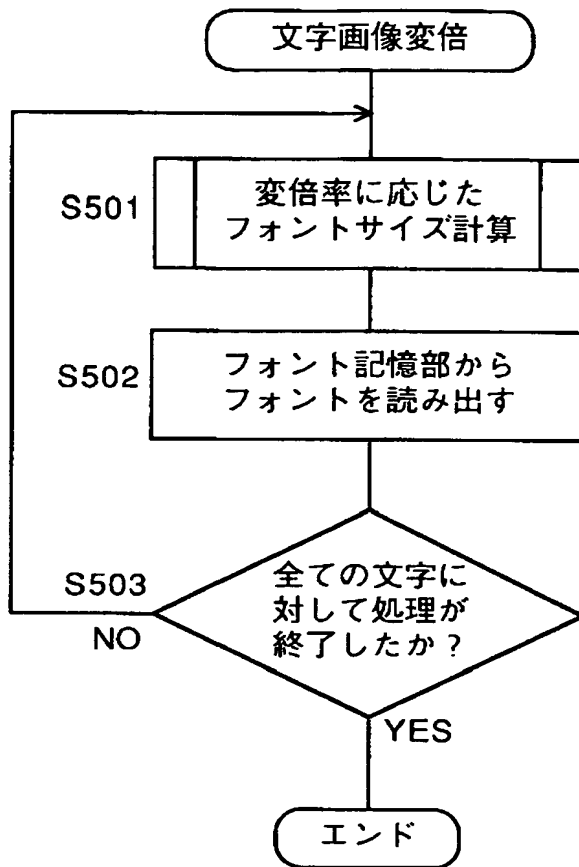 文字画像変倍
S501
変倍率に応じた
フォントサイズ計算
S502
フォント記憶部から
フォントを読み出す
S503
全ての文字に
対して処理が
終了したか?
NO
YES
エンド